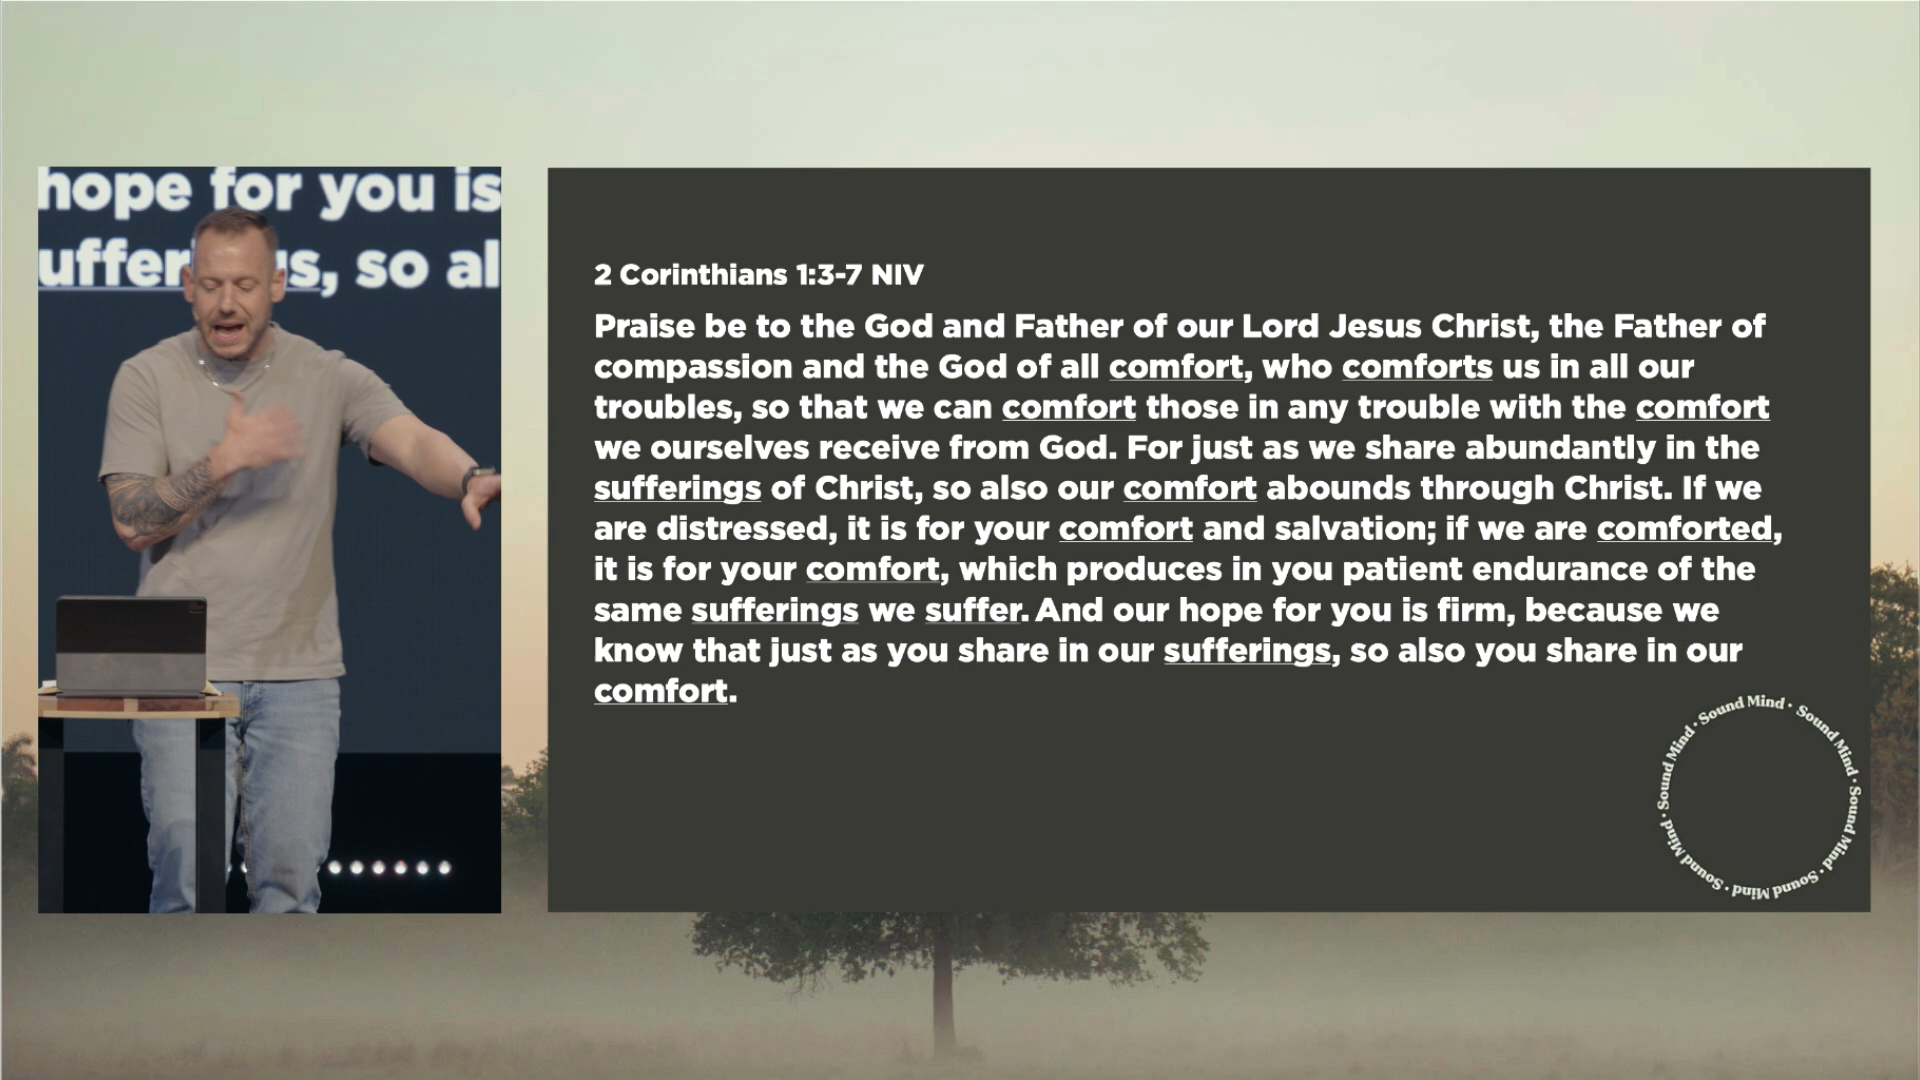 hope for you is
uffer
s, so al
2 Corinthians 1:3-7 NIV
Praise be to the God and Father of our Lord Jesus Christ, the Father of
compassion and the God of all comfort, who comforts us in all our
troubles, so that we can comfort those in any trouble with the comfort
we ourselves receive from God. For just as we share abundantly in the
sufferings of Christ, so also our comfort abounds through Christ. If we
are distressed, it is for your comfort and salvation; if we are comforted,
it is for your comfort, which produces in you patient endurance of the
same sufferings we suffer. And our hope for you is firm, because we
know that just as you share in our sufferings, so also you share in our
comfort.
Sound Mind · Sound Mind · Sound Mind · Sound Mind · Sound Mind · Sound Mind · Sound Mind ·